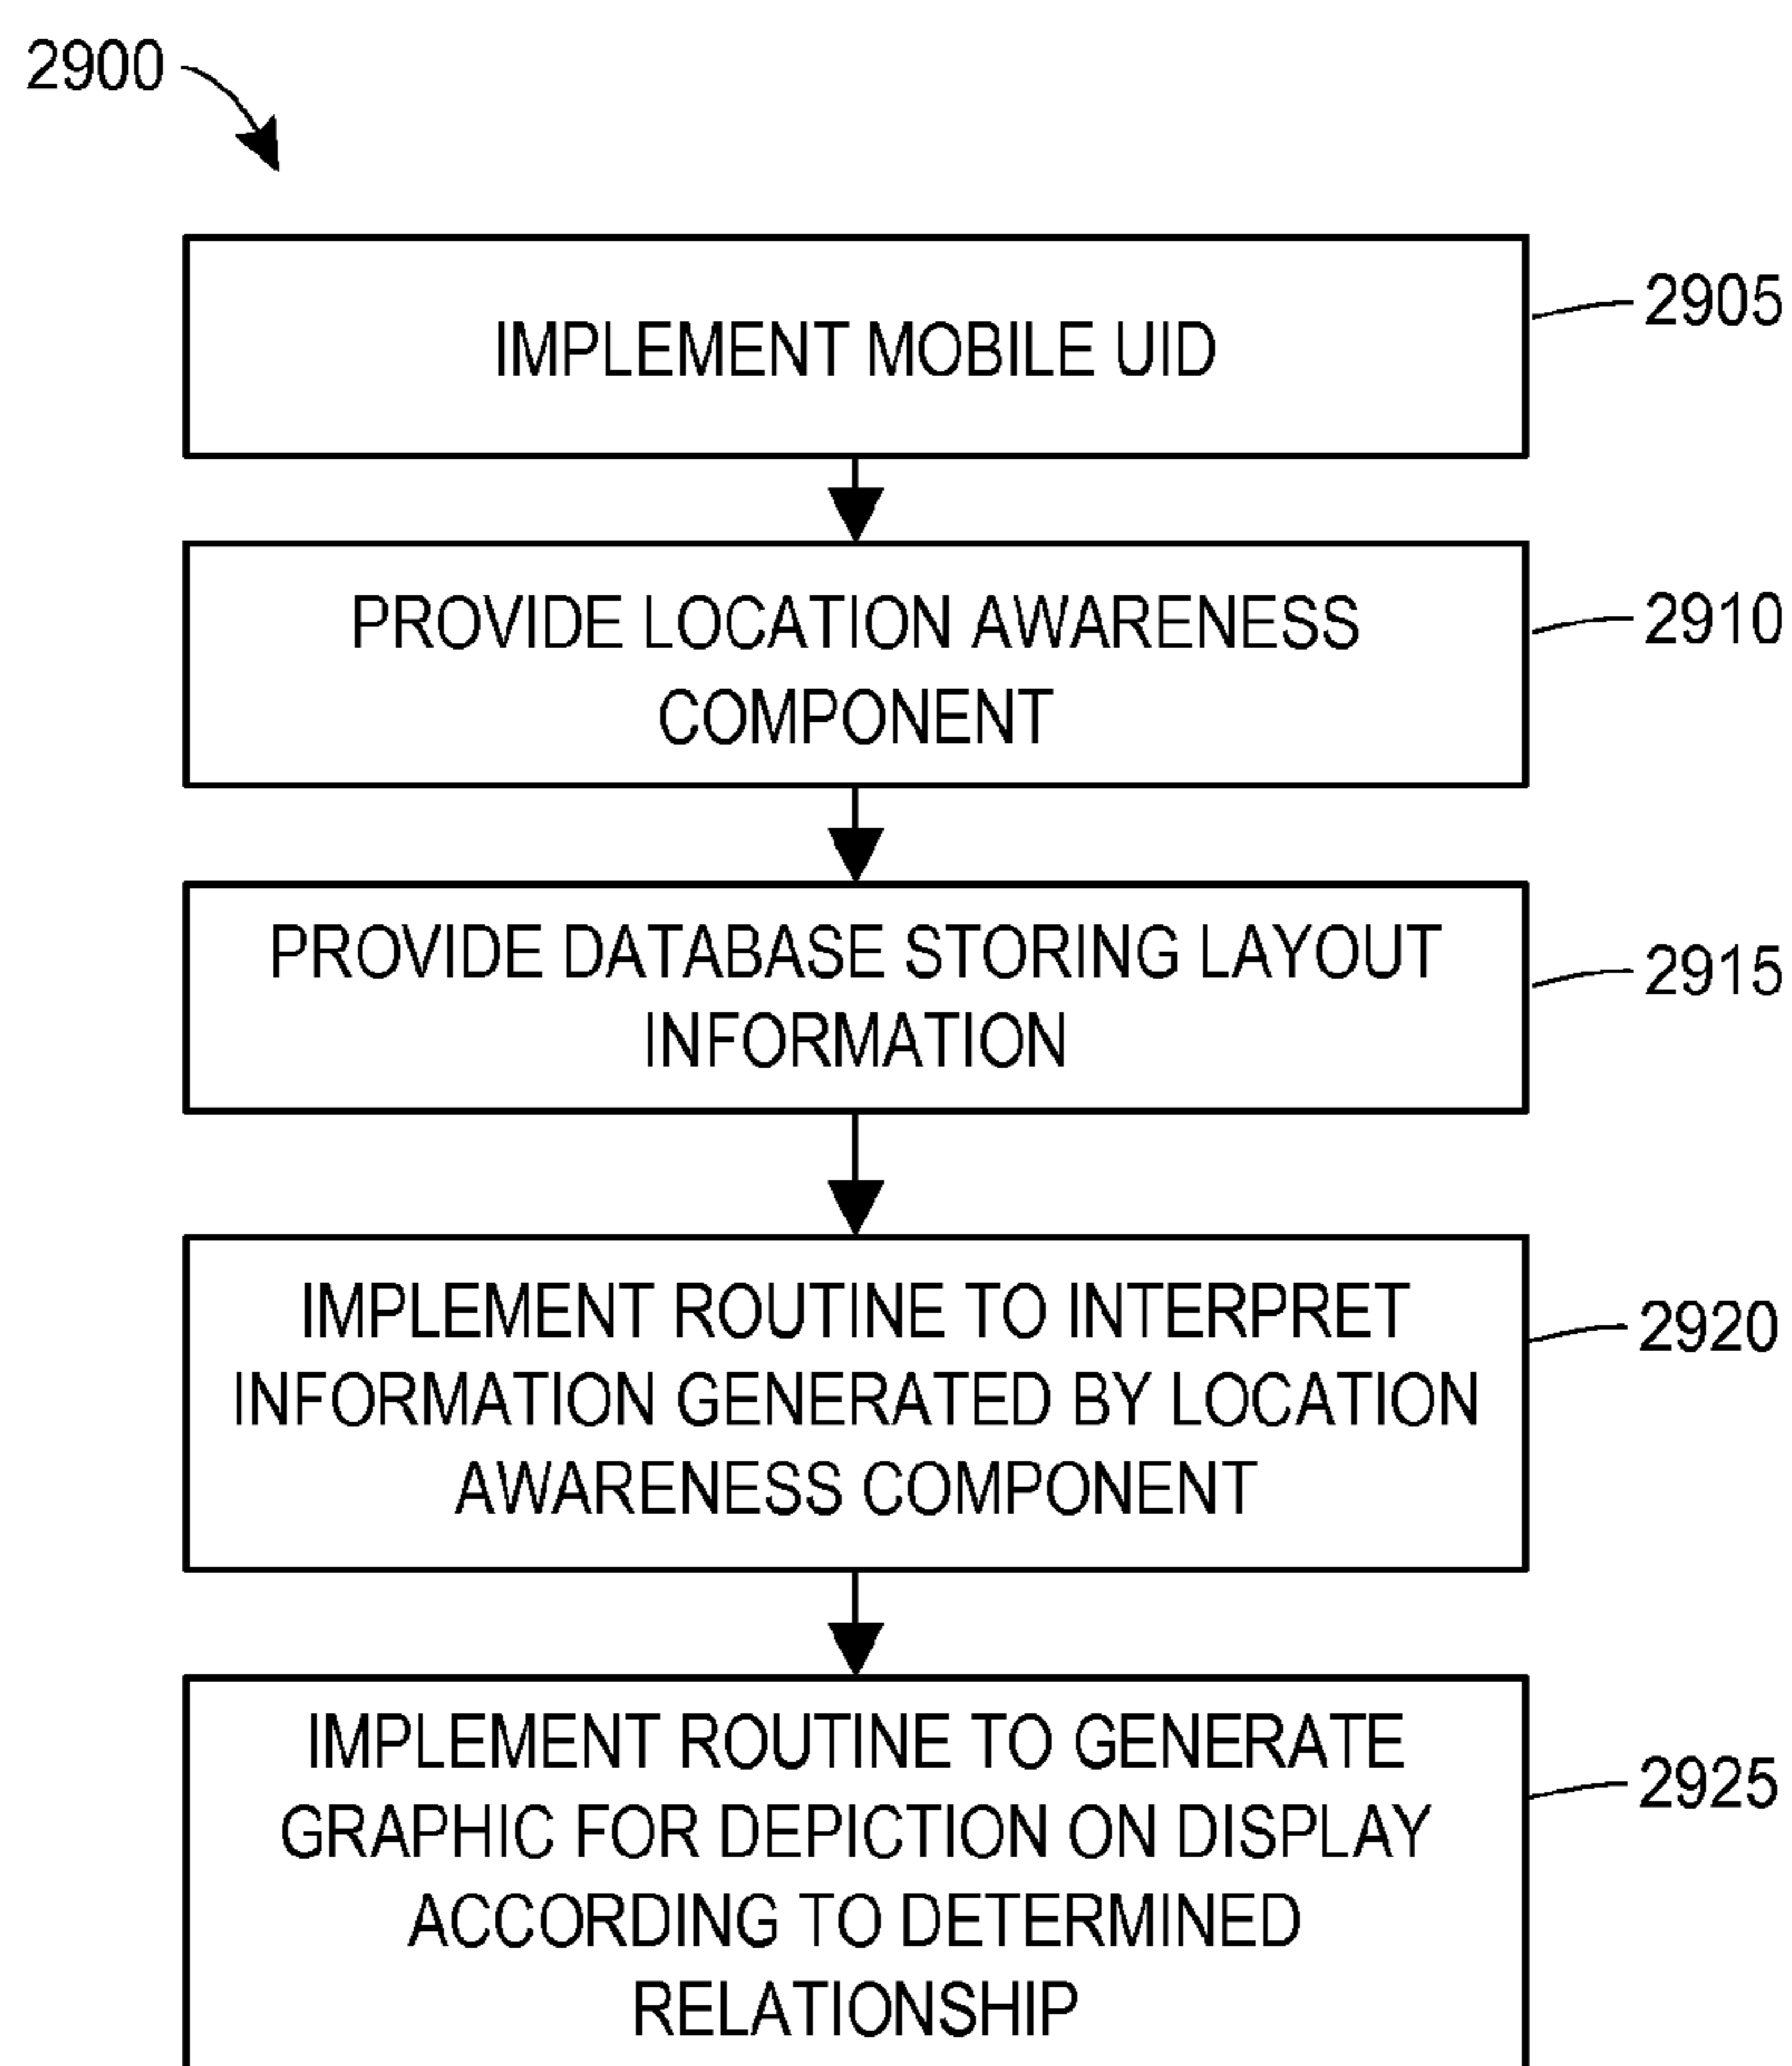 2900
IMPLEMENT MOBILE UID
2905
PROVIDE LOCATION AWARENESS
COMPONENT
2910
PROVIDE DATABASE STORING LAYOUT
INFORMATION
2915
IMPLEMENT ROUTINE TO INTERPRET
INFORMATION GENERATED BY LOCATION
AWARENESS COMPONENT
2920
IMPLEMENT ROUTINE TO GENERATE
GRAPHIC FOR DEPICTION ON DISPLAY
ACCORDING TO DETERMINED
RELATIONSHIP
2925